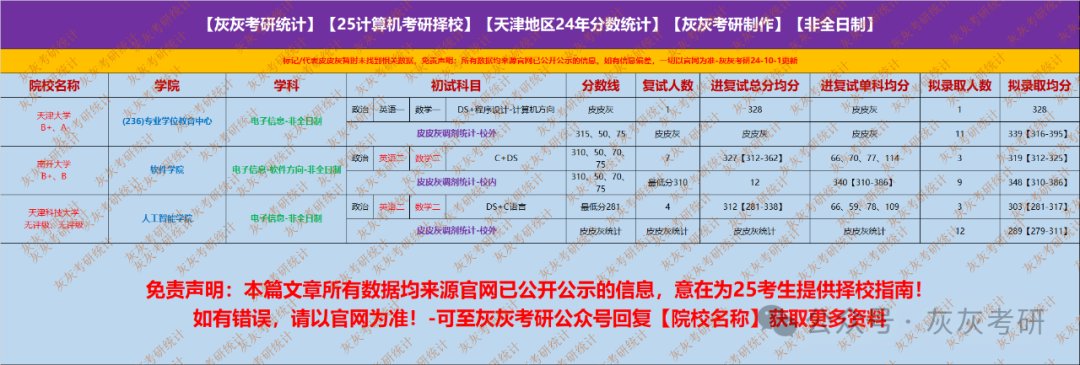 【灰灰考研统计】【25计算机考研择校】【天津地区24年分数统计】【灰灰考研制作】【非全日制】
标记/代表皮皮灰暂时未找到相关数据，免责声明：所有数据均来源官网已公开公示的信息，如有信息偏差，一切以官网为准-灰灰考研24-10-1更新
院校名称 学院 学科 初试科目 分数线 复试人数 进复试总分均分 进复试单科均分 拟录取人数 拟录取均分
天津大学 B+、A (236)专业学位教育中心 电子信息-非全日制 政治 英语一 数学一 DS+程序设计-计算机方向 皮皮灰 1 328 皮皮灰 1 328
皮皮灰调剂统计-校外 315、50、75 皮皮灰 皮皮灰 皮皮灰 11 339【316-395】
南开大学 B+、B 软件学院 电子信息-软件方向-非全日制 政治 英语二 数学二 C+DS 310、50、70、75 7 327【312-362】 66、70、77、114 3 319【312-325】
皮皮灰调剂统计-校内 310、50、70、75 最低分310 12 340【310-386】 9 348【310-386】
天津科技大学 无评级、无评级 人工智能学院 电子信息-非全日制 政治 英语二 数学二 DS+C语言 最低分281 4 312【281-338】 66、59、78、109 3 303【281-317】
皮皮灰调剂统计-校外 皮皮灰统计 皮皮灰统计 皮皮灰统计 皮皮灰统计 12 289【279-311】
免责声明：本篇文章所有数据均来源官网已公开公示的信息，意在为25考生提供择校指南！
如有错误，请以官网为准！-可至灰灰考研公众号回复【院校名称】获取更多资料
公众号·灰灰考研
灰灰考研统计